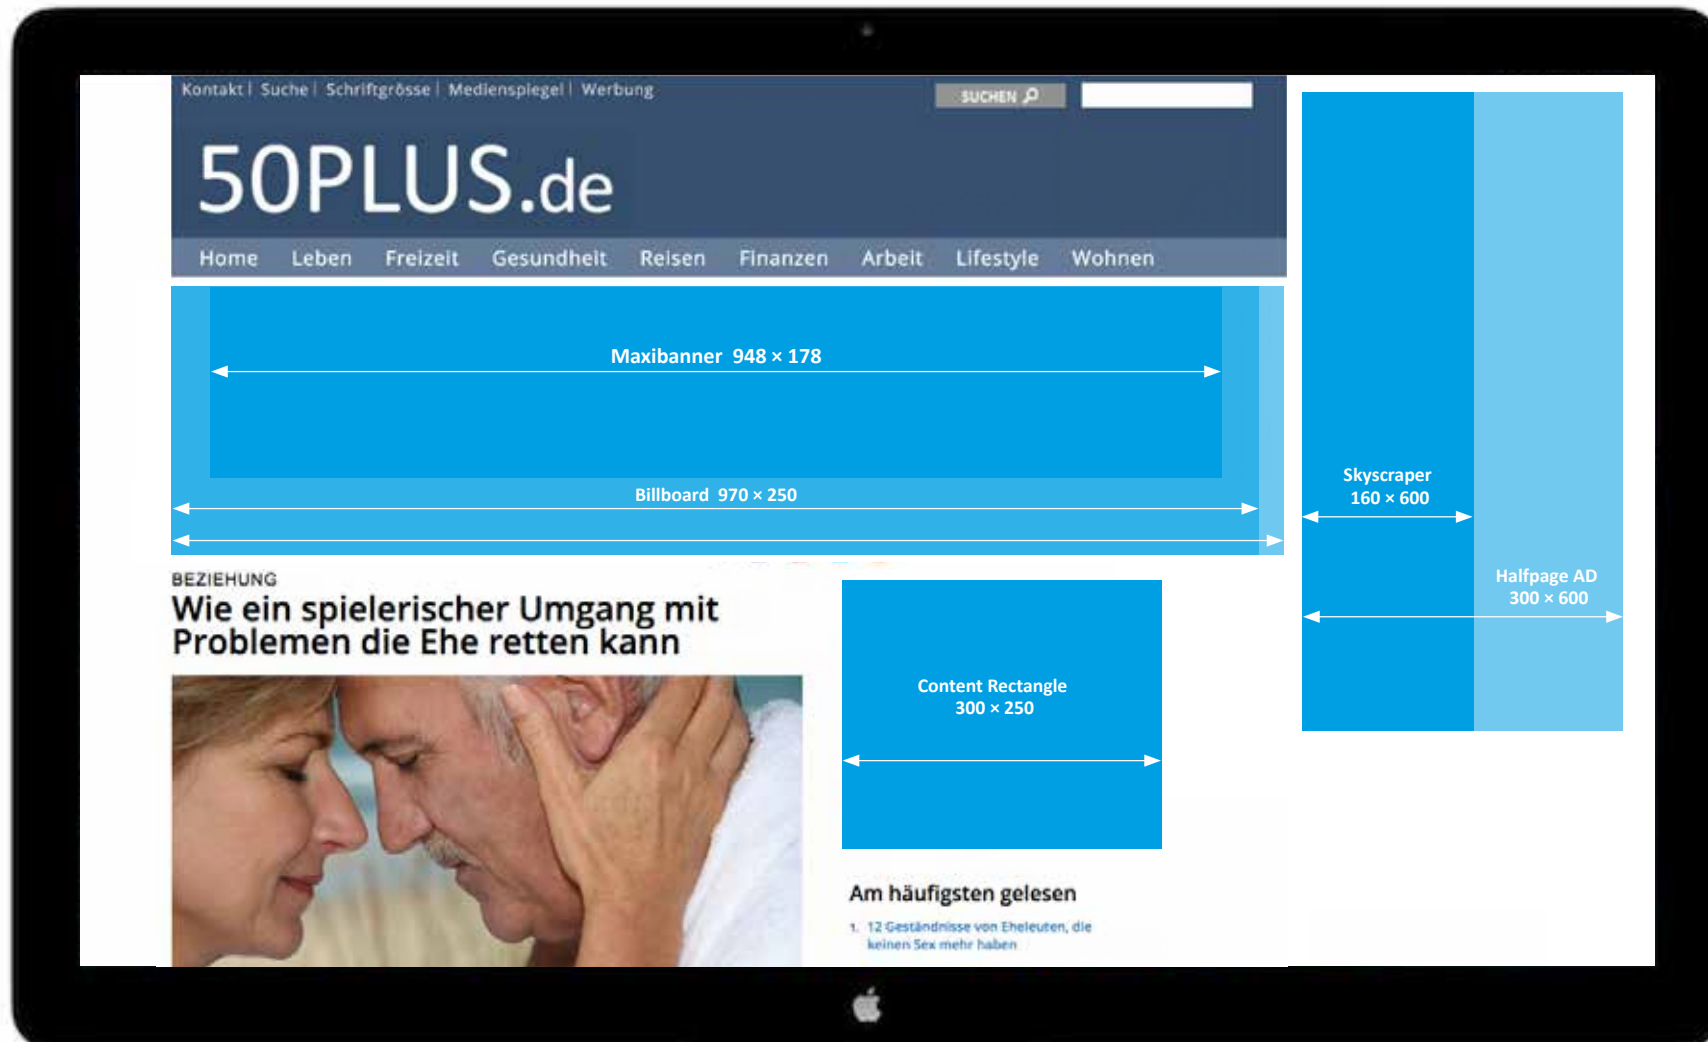 Kontakt | Suche | Schriftgrösse | Medienspiegel | Werbung
SUCHEN
50PLUS.de
Home Leben Freizeit Gesundheit Reisen Finanzen Arbeit Lifestyle Wohnen
Maxibanner 948 × 178
Billboard 970 × 250
Skyscraper
160 × 600
Halfpage AD
300 × 600
BEZIEHUNG
Wie ein spielerischer Umgang mit
Problemen die Ehe retten kann
Content Rectangle
300 × 250
Am häufigsten gelesen
1. 12 Geständnisse von Eheleuten, die
keinen Sex mehr haben